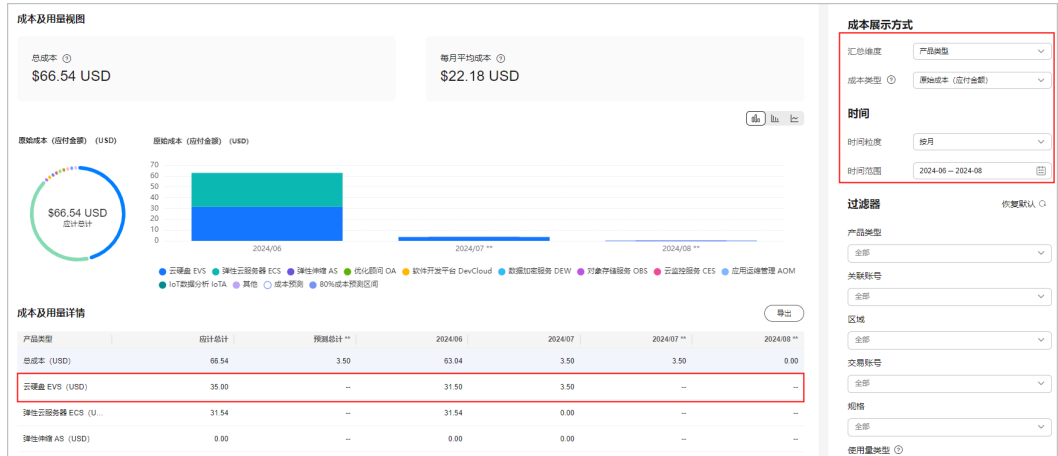 成本及用量视图
总成本 ?
$66.54 USD
每月平均成本 ?
$22.18 USD
原始成本（应付金额）（USD）
$66.54 USD
应计总计
原始成本（应付金额）（USD）
70
60
50
40
30
20
10
0
2024/06
2024/07 **
2024/08 **
云硬盘 EVS
弹性云服务器 ECS
弹性伸缩 AS
优化顾问 OA
软件开发平台 DevCloud
数据加密服务 DEW
对象存储服务 OBS
云监控服务 CES
应用运维管理 AOM
IoT数据分析 IoTA
其他
成本预测
80%成本预测区间
成本及用量详情
导出
产品类型 应计总计 预测总计 ** 2024/06 2024/07 2024/07 ** 2024/08 **
总成本（USD） 66.54 3.50 63.04 3.50 3.50 0.00
云硬盘 EVS（USD） 35.00 -- 31.50 3.50 -- --
弹性云服务器 ECS（U... 31.54 -- 31.54 0.00 -- --
弹性伸缩 AS（USD） 0.00 -- 0.00 0.00 -- --
成本展示方式
汇总维度 产品类型
成本类型 ? 原始成本（应付金额）
时间
时间粒度 按月
时间范围 2024-06 -- 2024-08
过滤器 恢复默认
产品类型
全部
关联账号
全部
区域
全部
交易账号
全部
规格
全部
使用量类型 ?